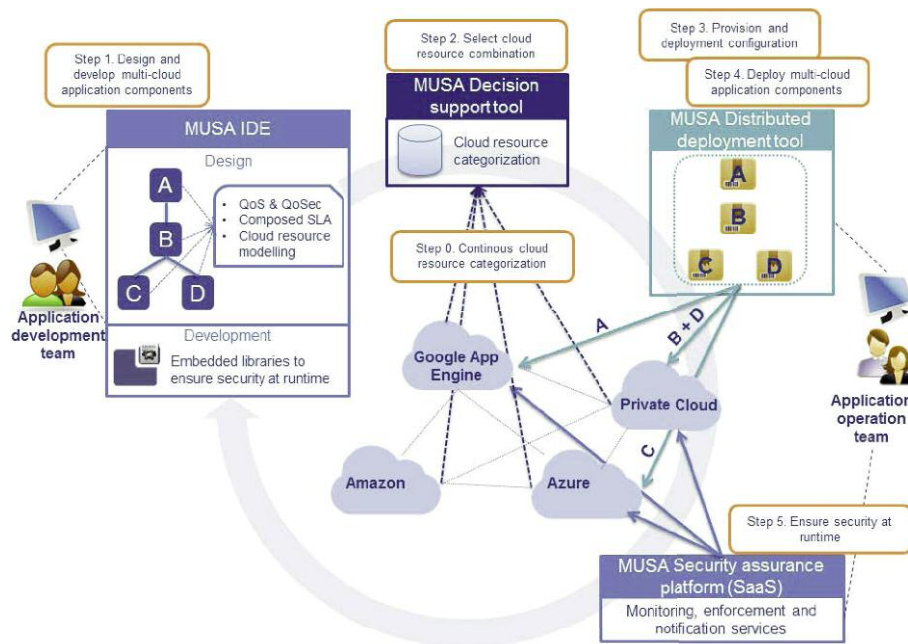 Step 1. Design and
develop multi-cloud
application components
Step 2. Select cloud
resource combination
Step 3. Provision and
deployment configuration
Step 4. Deploy multi-cloud
application components
MUSA IDE
Design
A
B
C
D
• QoS & QoSec
• Composed SLA
• Cloud resource
modelling
Development
Embedded libraries to
ensure security at runtime
Application
development
team
MUSA Decision
support tool
Cloud resource
categorization
Step 0. Continous cloud
resource categorization
MUSA Distributed
deployment tool
A
B
C
D
A
B + D
C
Google App
Engine
Private Cloud
Amazon
Azure
Application
operation
team
Step 5. Ensure security at
runtime
MUSA Security assurance
platform (SaaS)
Monitoring, enforcement and
notification services